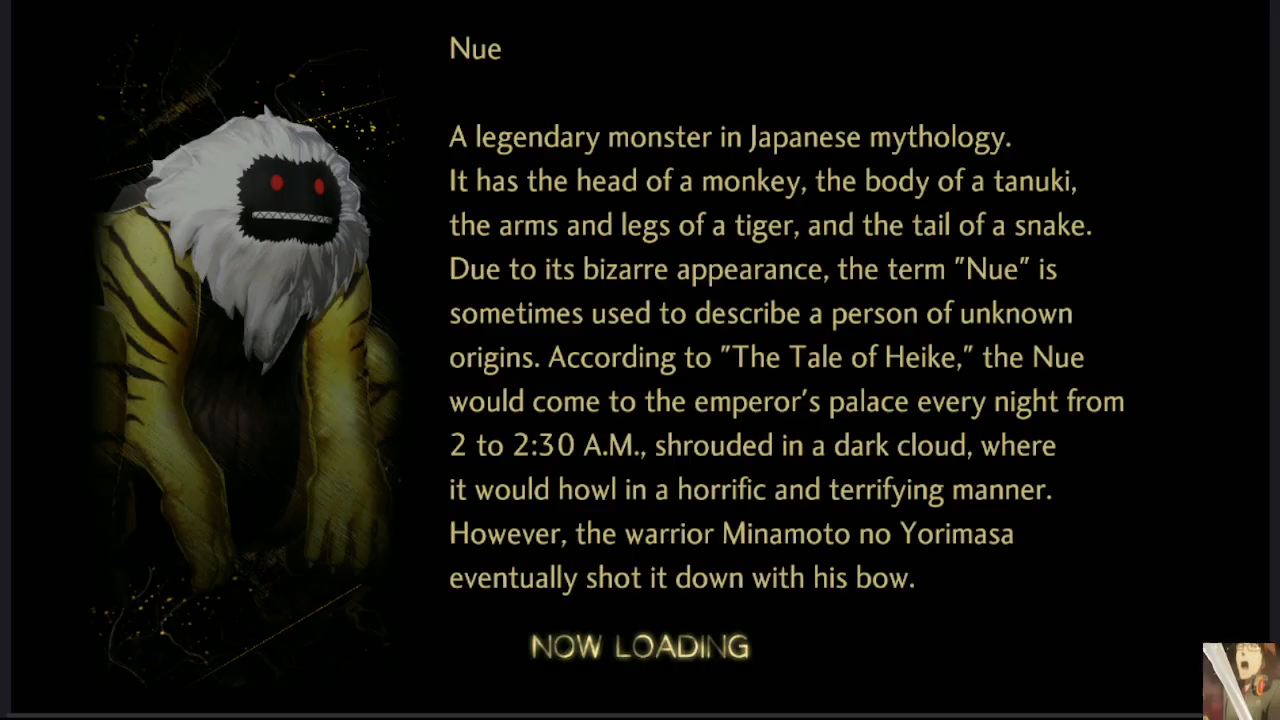 Nue
A legendary monster in Japanese mythology.
It has the head of a monkey, the body of a tanuki,
the arms and legs of a tiger, and the tail of a snake.
Due to its bizarre appearance, the term "Nue" is
sometimes used to describe a person of unknown
origins. According to "The Tale of Heike," the Nue
would come to the emperor's palace every night from
2 to 2:30 A.M., shrouded in a dark cloud, where
it would howl in a horrific and terrifying manner.
However, the warrior Minamoto no Yorimasa
eventually shot it down with his bow.
NOW LOADING